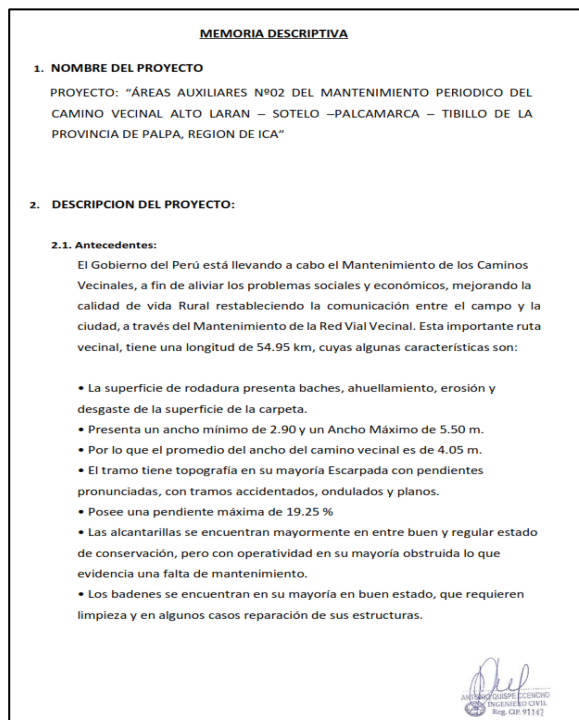 MEMORIA DESCRIPTIVA
1. NOMBRE DEL PROYECTO
PROYECTO: “ÁREAS AUXILIARES Nº02 DEL MANTENIMIENTO PERIODICO DEL
CAMINO VECINAL ALTO LARAN – SOTELO –PALCAMARCA – TIBILLO DE LA
PROVINCIA DE PALPA, REGION DE ICA”
2. DESCRIPCION DEL PROYECTO:
2.1. Antecedentes:
El Gobierno del Perú está llevando a cabo el Mantenimiento de los Caminos
Vecinales, a fin de aliviar los problemas sociales y económicos, mejorando la
calidad de vida Rural restableciendo la comunicación entre el campo y la
ciudad, a través del Mantenimiento de la Red Vial Vecinal. Esta importante ruta
vecinal, tiene una longitud de 54.95 km, cuyas algunas características son:
• La superficie de rodadura presenta baches, ahuellamiento, erosión y
desgaste de la superficie de la carpeta.
• Presenta un ancho mínimo de 2.90 y un Ancho Máximo de 5.50 m.
• Por lo que el promedio del ancho del camino vecinal es de 4.05 m.
• El tramo tiene topografía en su mayoría Escarpada con pendientes
pronunciadas, con tramos accidentados, ondulados y planos.
• Posee una pendiente máxima de 19.25 %
• Las alcantarillas se encuentran mayormente en entre buen y regular estado
de conservación, pero con operatividad en su mayoría obstruida lo que
evidencia una falta de mantenimiento.
• Los badenes se encuentran en su mayoría en buen estado, que requieren
limpieza y en algunos casos reparación de sus estructuras.
QUISPE CCENCHO
INGENIERO CIVIL
Reg. CIP. 91147